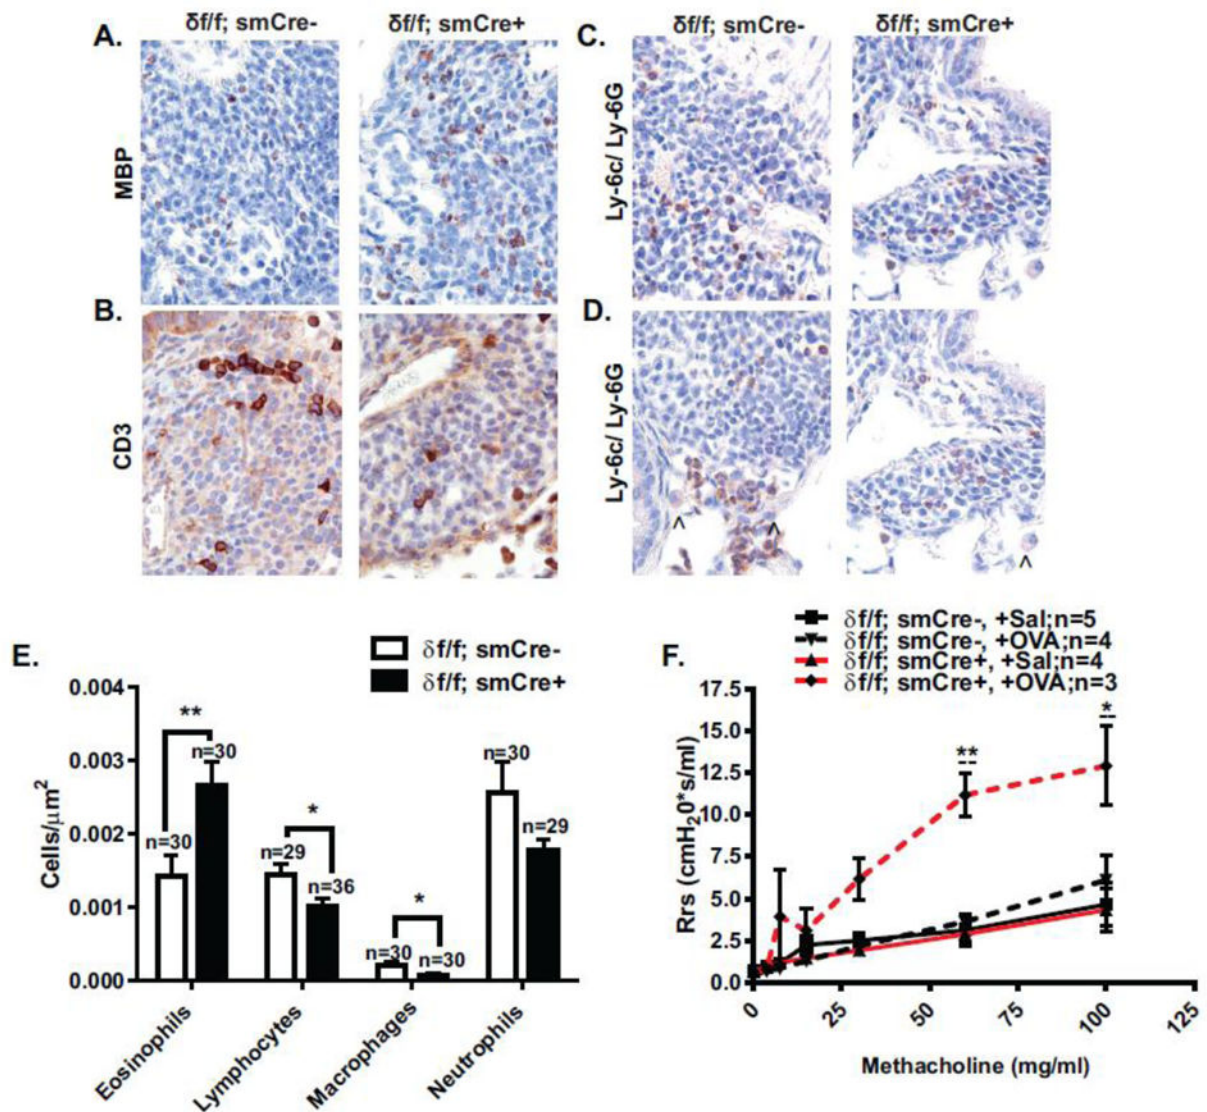 A.
δf/f; smCre-
δf/f; smCre+
MBP
B.
CD3
C.
δf/f; smCre-
δf/f; smCre+
Ly-6c/ Ly-6G
D.
Ly-6c/ Ly-6G
^
^
^
E.
δf/f; smCre-
δf/f; smCre+
Cells/μm²
0.004
0.003
0.002
0.001
0.000
**
n=30
n=30
*
n=29
n=36
*
n=30
n=30
n=30
n=29
Eosinophils
Lymphocytes
Macrophages
Neutrophils
F.
δf/f; smCre-, +Sal;n=5
δf/f; smCre-, +OVA;n=4
δf/f; smCre+, +Sal;n=4
δf/f; smCre+, +OVA;n=3
Rrs (cmH₂0*s/ml)
17.5
15.0
12.5
10.0
7.5
5.0
2.5
0.0
**
*
0
25
50
75
100
125
Methacholine (mg/ml)